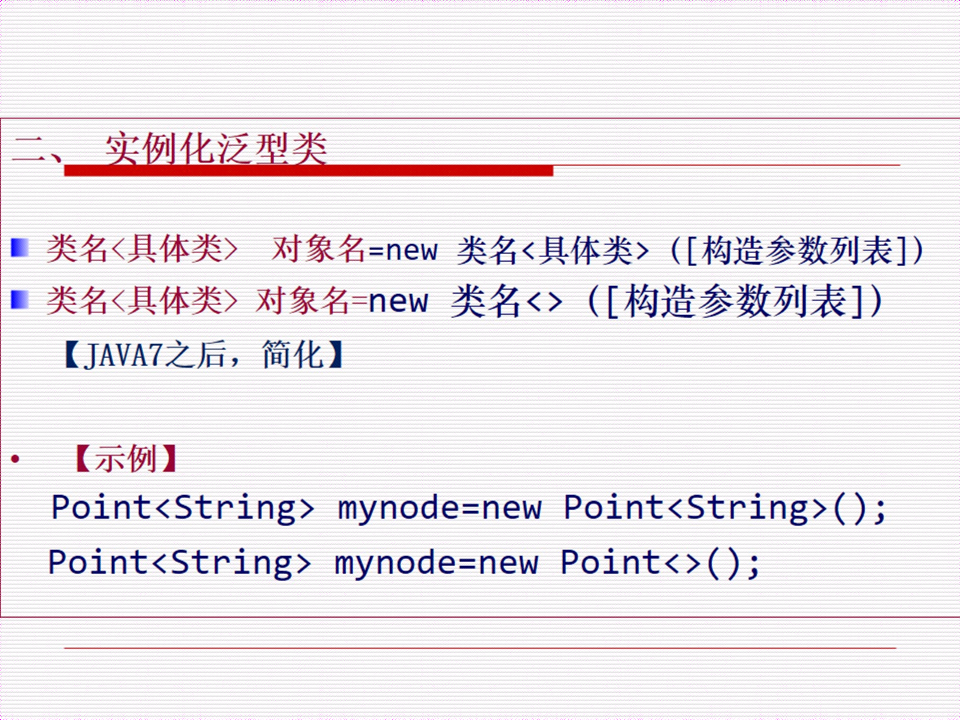 二、 实例化泛型类
类名<具体类> 对象名=new 类名<具体类> ([构造参数列表])
类名<具体类> 对象名=new 类名<> ([构造参数列表])
【JAVA7之后，简化】
• 【示例】
Point<String> mynode=new Point<String>();
Point<String> mynode=new Point<>();